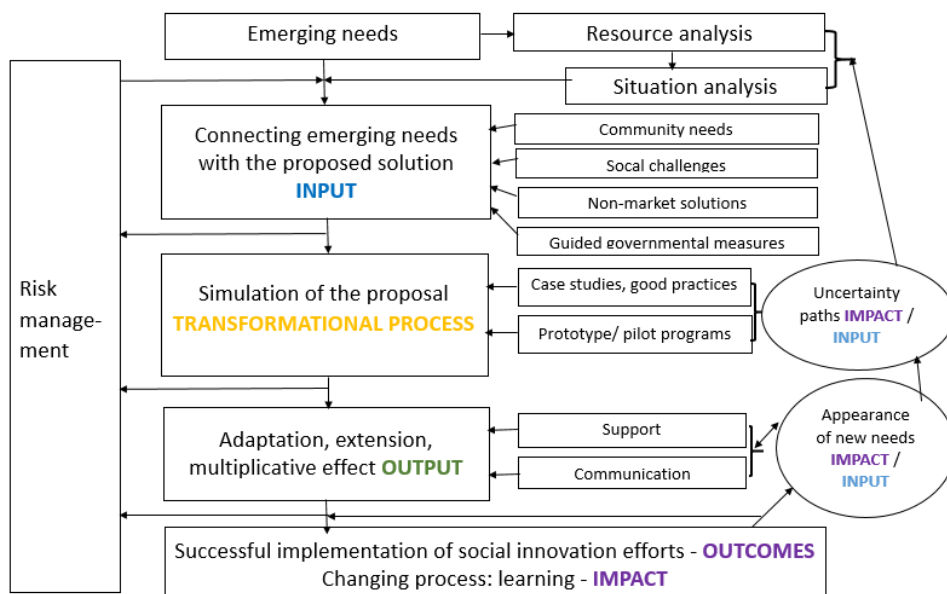 Emerging needs
Resource analysis
Situation analysis
Connecting emerging needs
with the proposed solution
INPUT
Community needs
Socal challenges
Non-market solutions
Guided governmental measures
Risk
manage-
ment
Simulation of the proposal
TRANSFORMATIONAL PROCESS
Case studies, good practices
Prototype/ pilot programs
Uncertainty
paths IMPACT /
INPUT
Adaptation, extension,
multiplicative effect OUTPUT
Support
Communication
Appearance
of new needs
IMPACT /
INPUT
Successful implementation of social innovation efforts - OUTCOMES
Changing process: learning - IMPACT